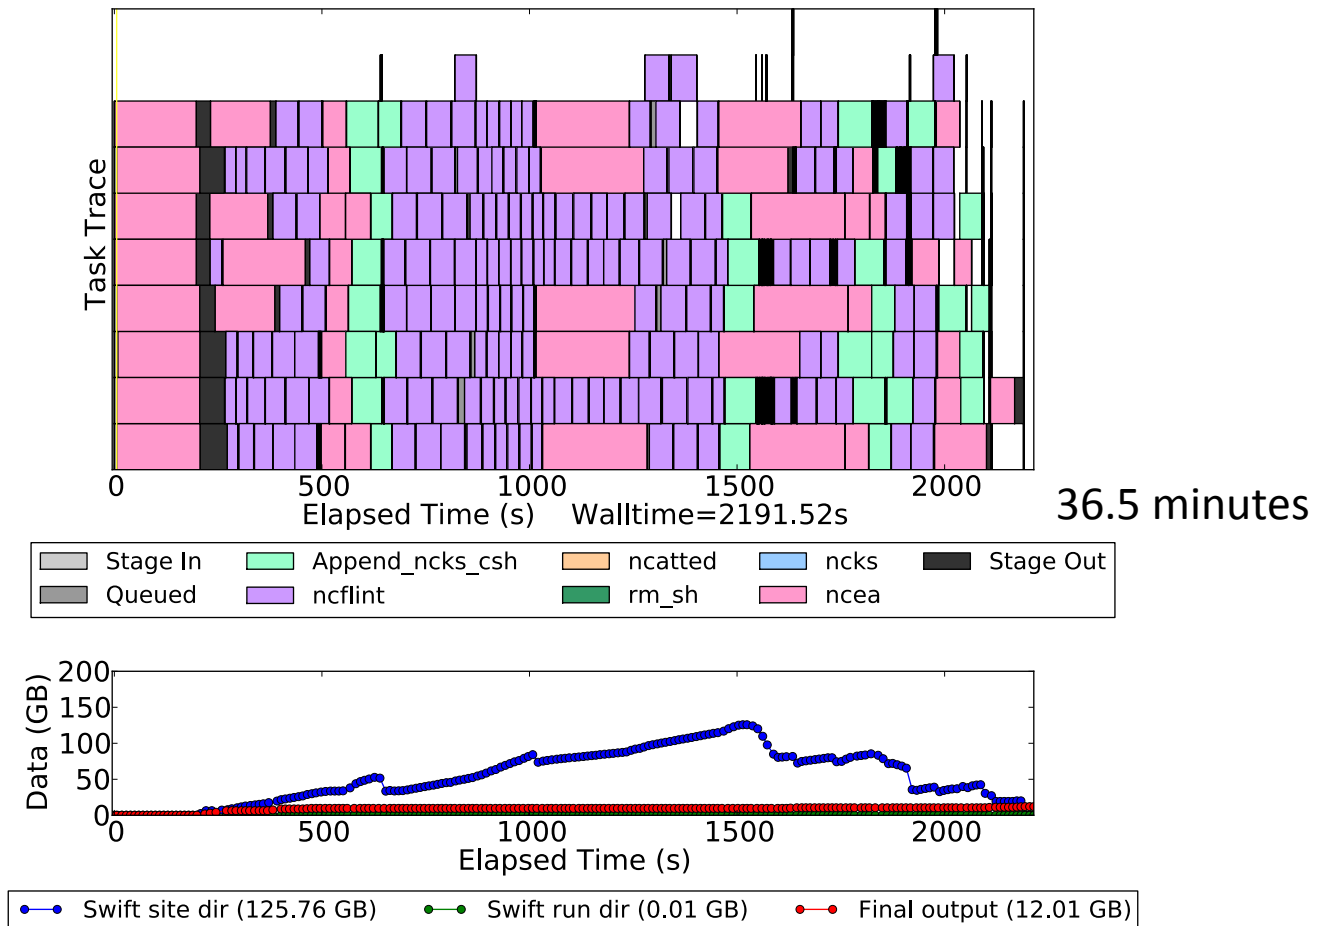 Task Trace
0 500 1000 1500 2000
Elapsed Time (s) Walltime=2191.52s
36.5 minutes
Stage In Append_ncks_csh ncatted ncks Stage Out
Queued ncflint rm_sh ncea
Data (GB)
200
150
100
50
0
0 500 1000 1500 2000
Elapsed Time (s)
Swift site dir (125.76 GB) Swift run dir (0.01 GB) Final output (12.01 GB)